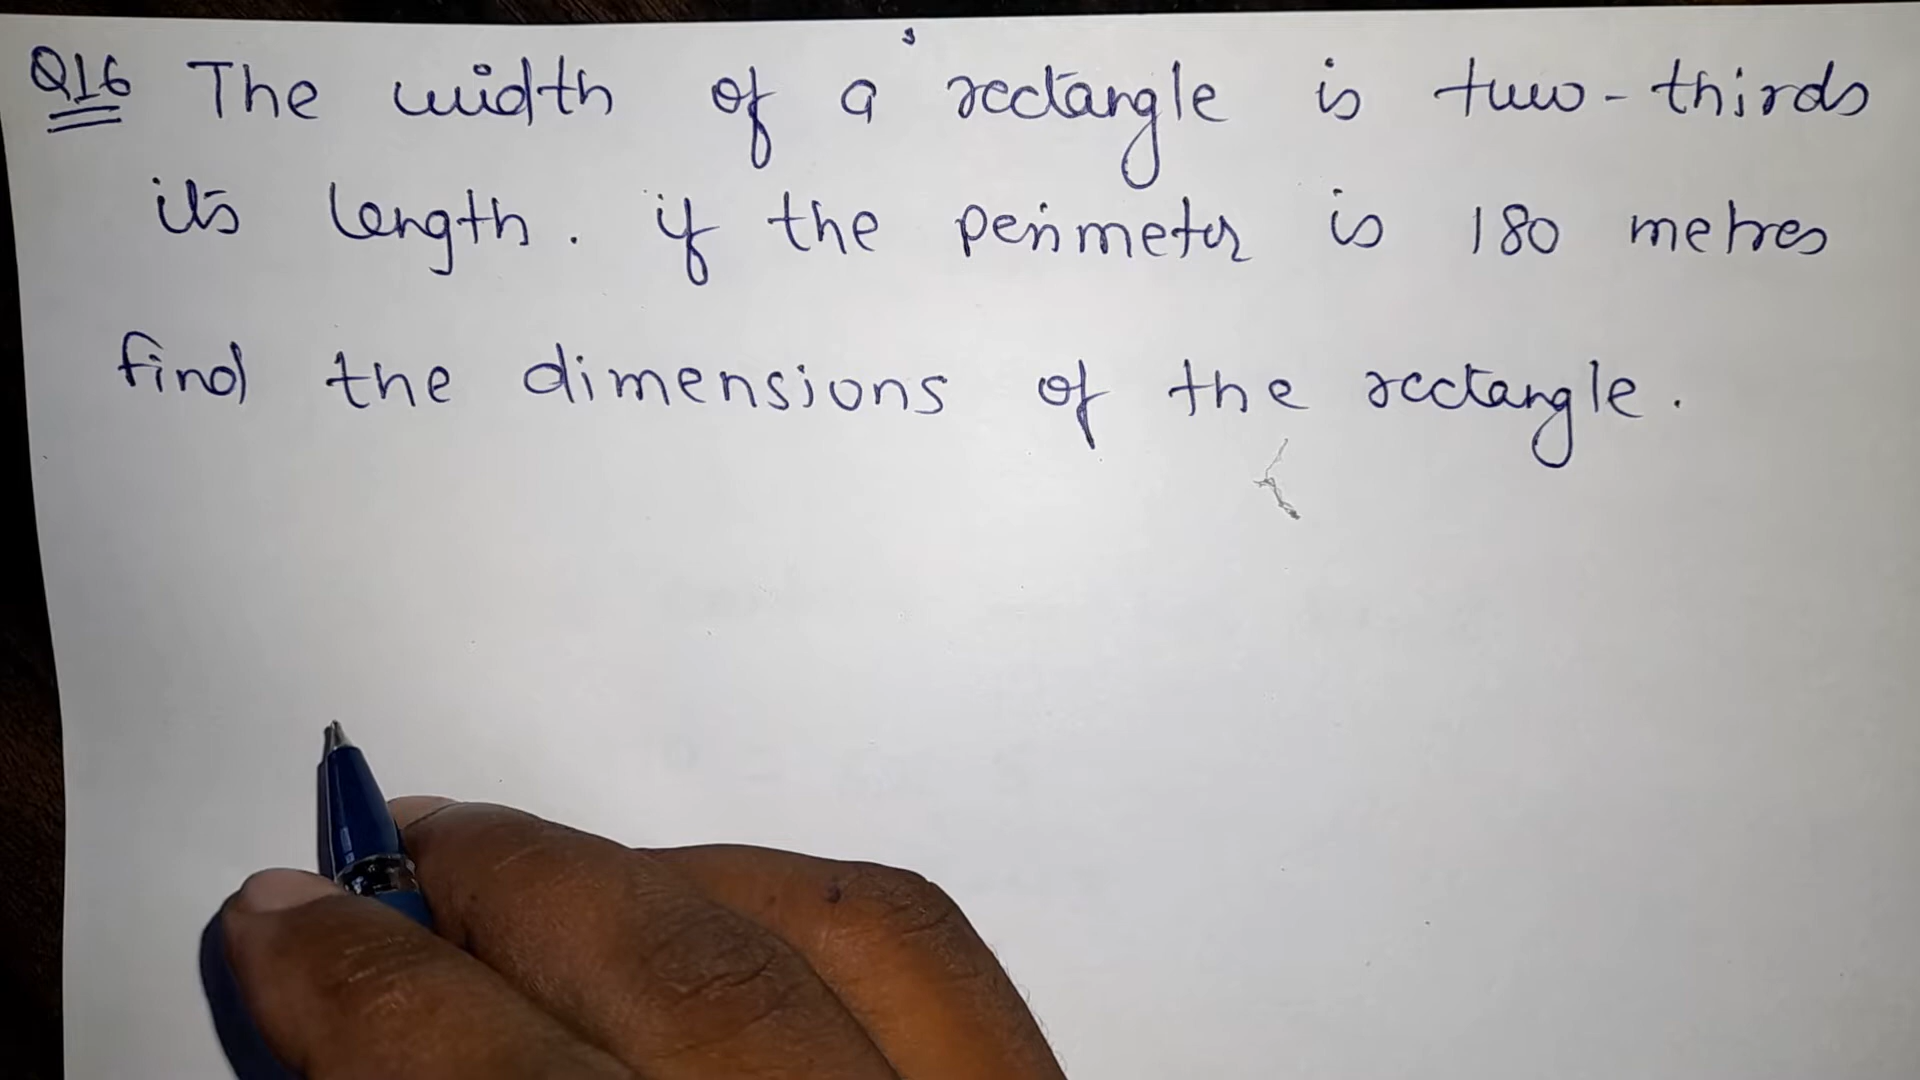 Q16 The width of a rectangle is two-thirds
its length. if the perimeter is 180 metres
find the dimensions of the rectangle.